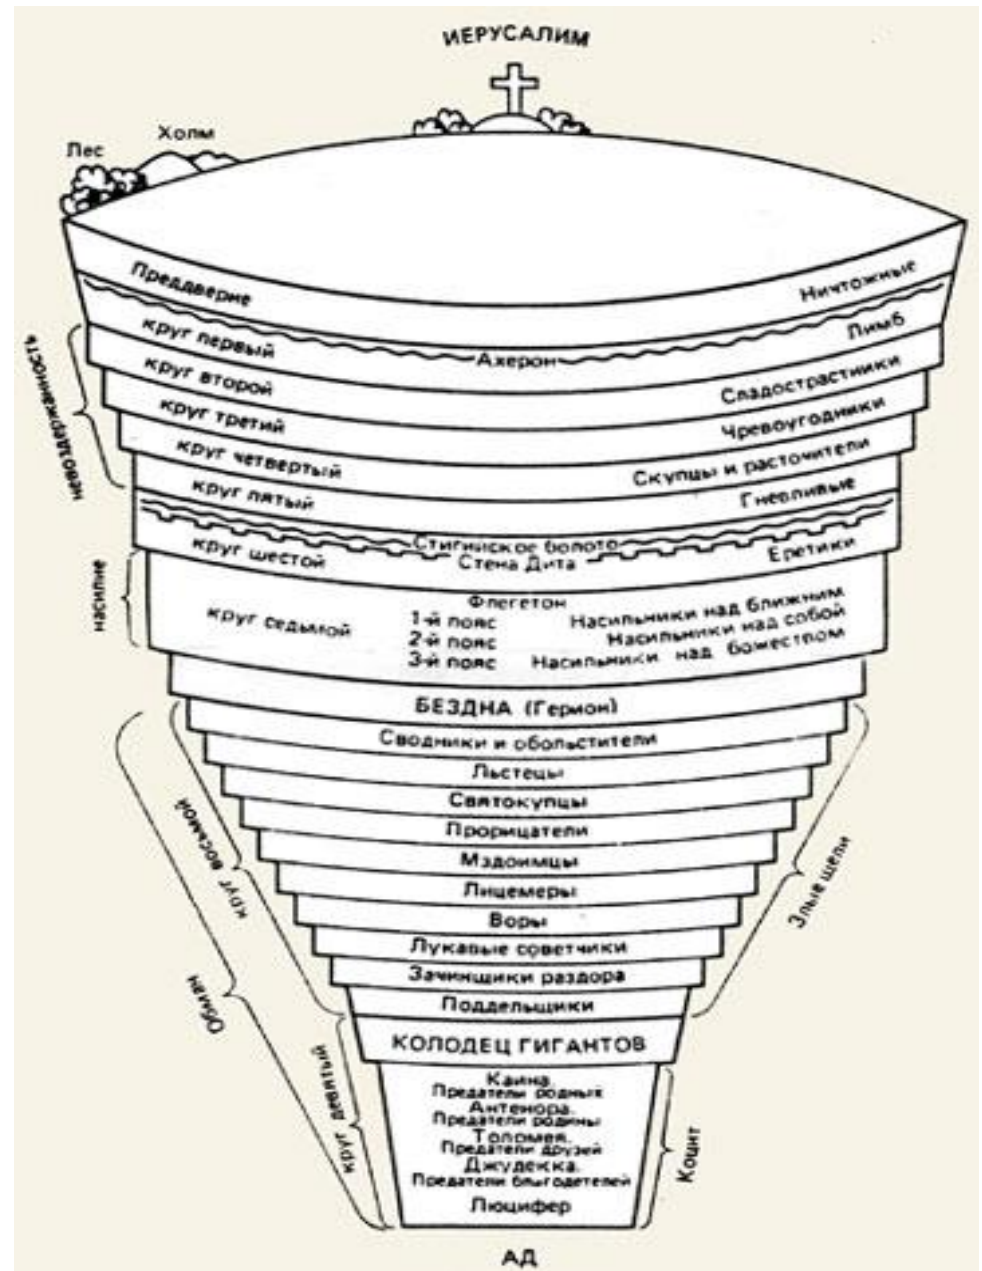 ИЕРУСАЛИМ
Холм
Лес
Преддверие
Ничтожные
Ахерон
круг первый
Лимб
круг второй
Сладострастники
круг третий
Чревоугодники
круг четвертый
Скупцы и расточители
круг пятый
Гневливые
невоздержанность
Стигийское болото
Стена Дита
круг шестой
Еретики
насилие
Флегетон
круг седьмой
1-й пояс Насильники над ближним
2-й пояс Насильники над собой
3-й пояс Насильники над божеством
БЕЗДНА (Герион)
Сводники и обольстители
Льстецы
Святокупцы
Прорицатели
Мздоимцы
Лицемеры
Воры
Лукавые советчики
Зачинщики раздора
Поддельщики
круг восьмой
Злые щели
Обман
КОЛОДЕЦ ГИГАНТОВ
круг девятый
Каина.
Предатели родных
Антенора.
Предатели родины
Толомея.
Предатели друзей
Джудекка.
Предатели благодетелей
Люцифер
Коцит
АД